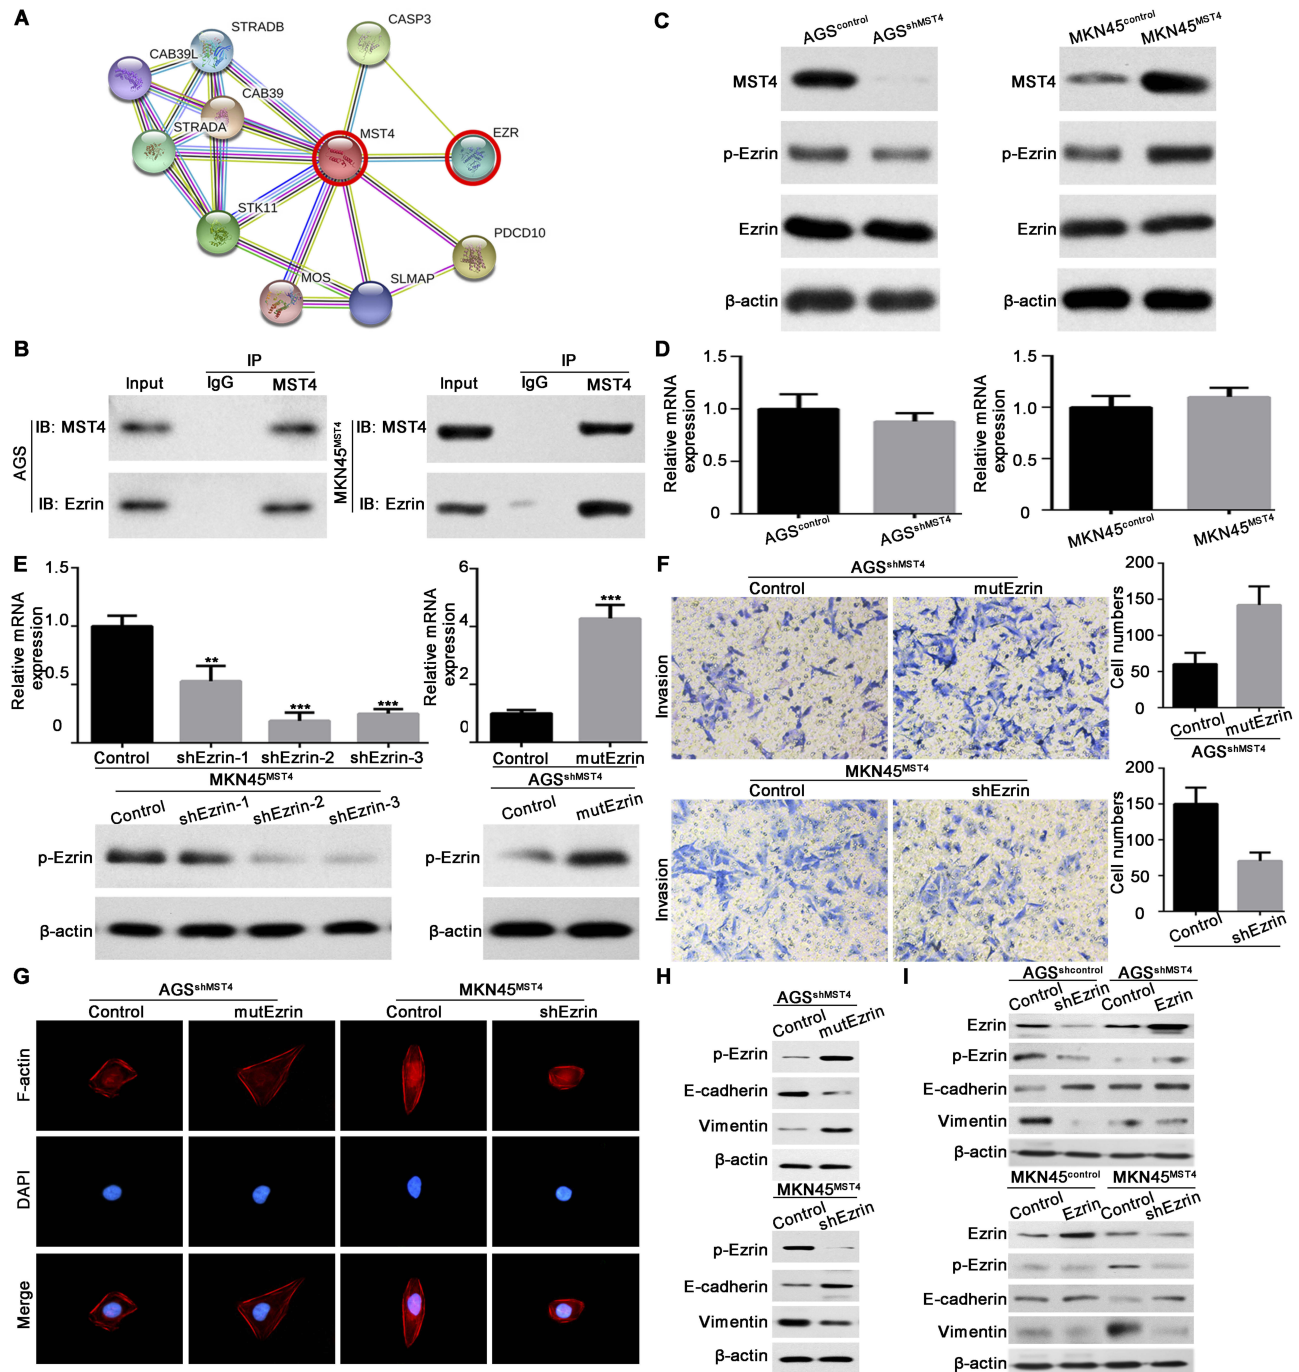 A
STRADB
CASP3
CAB39L
CAB39
STRADA
MST4
EZR
STK11
PDCD10
MOS
SLMAP
B
IP
IP
Input
IgG
MST4
Input
IgG
MST4
AGS
IB: MST4
IB: Ezrin
MKN45MST4
IB: MST4
IB: Ezrin
C
AGScontrol
AGSshMST4
MKN45control
MKN45MST4
MST4
MST4
p-Ezrin
p-Ezrin
Ezrin
Ezrin
β-actin
β-actin
D
Relative mRNA
expression
1.5
1.0
0.5
0
AGScontrol
AGSshMST4
Relative mRNA
expression
1.5
1.0
0.5
0
MKN45control
MKN45MST4
E
Relative mRNA
expression
1.5
1.0
0.5
0
**
***
***
Control
shEzrin-1
shEzrin-2
shEzrin-3
MKN45MST4
Relative mRNA
expression
6
4
2
0
***
Control
mutEzrin
AGSshMST4
Control
shEzrin-1
shEzrin-2
shEzrin-3
p-Ezrin
β-actin
Control
mutEzrin
p-Ezrin
β-actin
F
AGSshMST4
Control
mutEzrin
Invasion
Cell numbers
200
150
100
50
0
Control
mutEzrin
AGSshMST4
MKN45MST4
Control
shEzrin
Invasion
Cell numbers
200
150
100
50
0
Control
shEzrin
G
AGSshMST4
MKN45MST4
Control
mutEzrin
Control
shEzrin
F-actin
DAPI
Merge
H
AGSshMST4
Control
mutEzrin
p-Ezrin
E-cadherin
Vimentin
β-actin
MKN45MST4
Control
shEzrin
p-Ezrin
E-cadherin
Vimentin
β-actin
I
AGSshcontrol
AGSshMST4
Control
shEzrin
Control
Ezrin
Ezrin
p-Ezrin
E-cadherin
Vimentin
β-actin
MKN45control
MKN45MST4
Control
Ezrin
Control
shEzrin
Ezrin
p-Ezrin
E-cadherin
Vimentin
β-actin